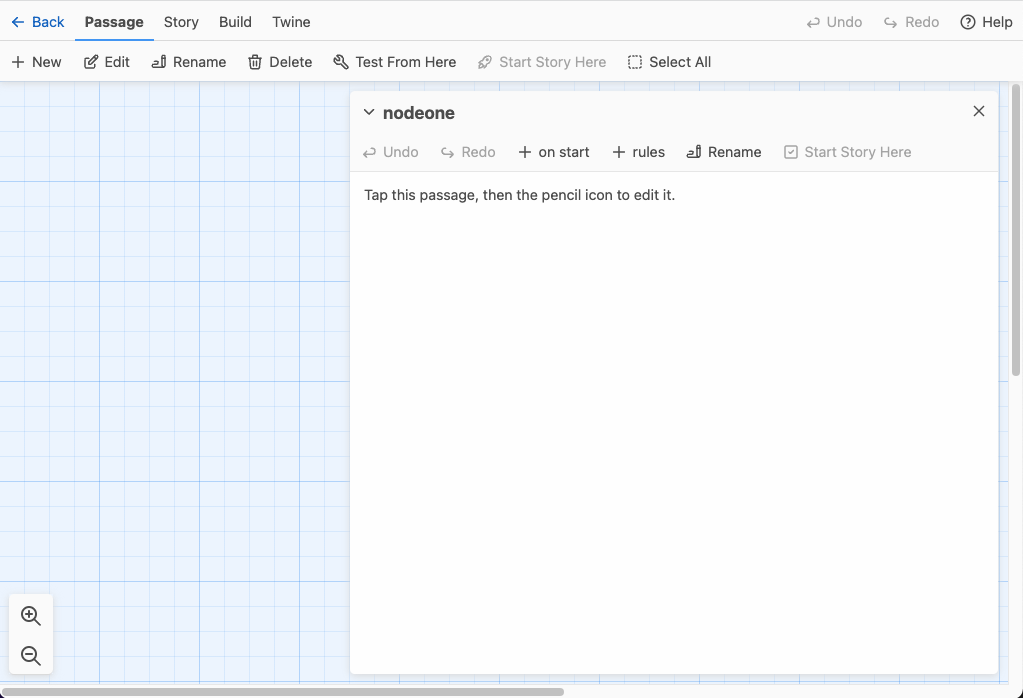 Back Passage Story Build Twine Undo Redo Help
New Edit Rename Delete Test From Here Start Story Here Select All
nodeone
Undo Redo on start rules Rename Start Story Here
Tap this passage, then the pencil icon to edit it.